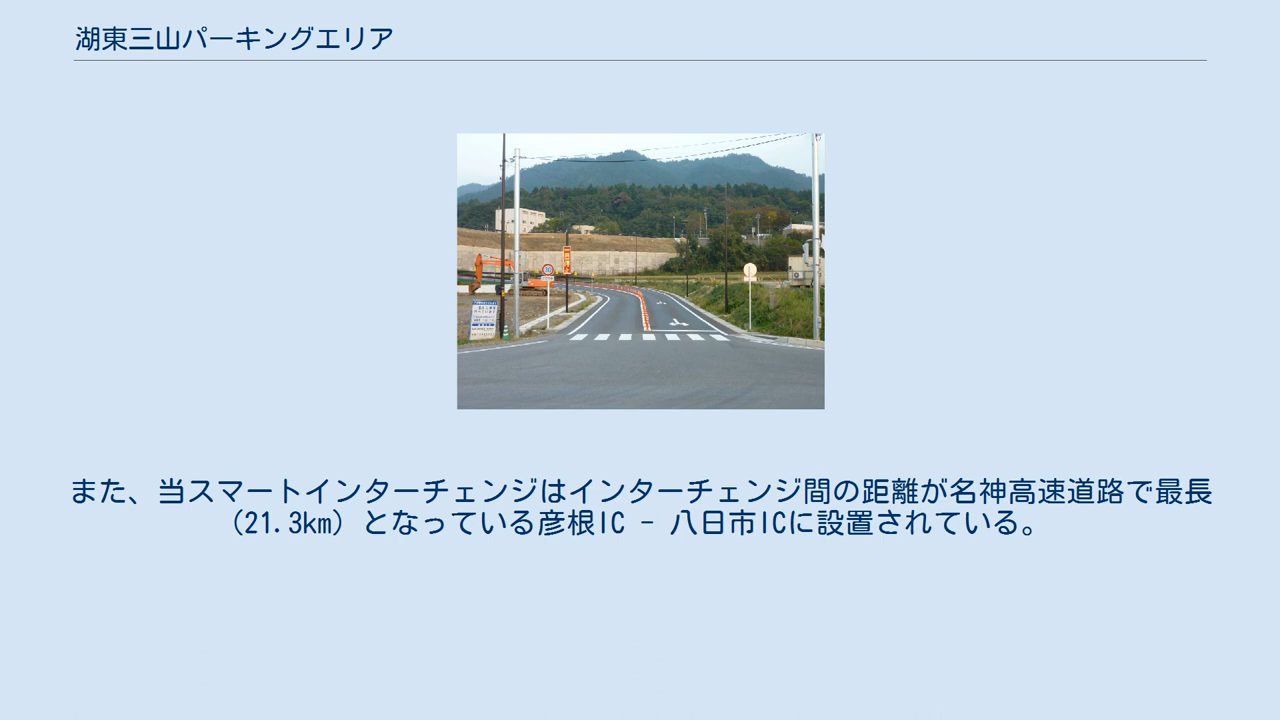 湖東三山パーキングエリア
また、当スマートインターチェンジはインターチェンジ間の距離が名神高速道路で最長
（21.3km）となっている彦根IC - 八日市ICに設置されている。